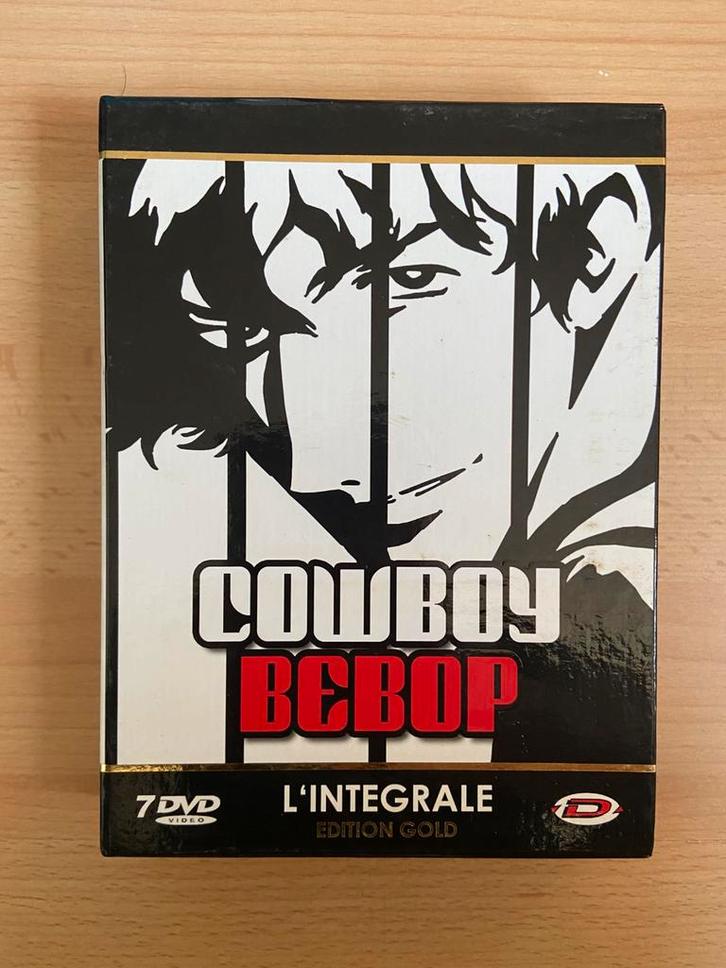 COWBOY
BEBOP
7 DVD
VIDEO
L'INTEGRALE
EDITION GOLD
D